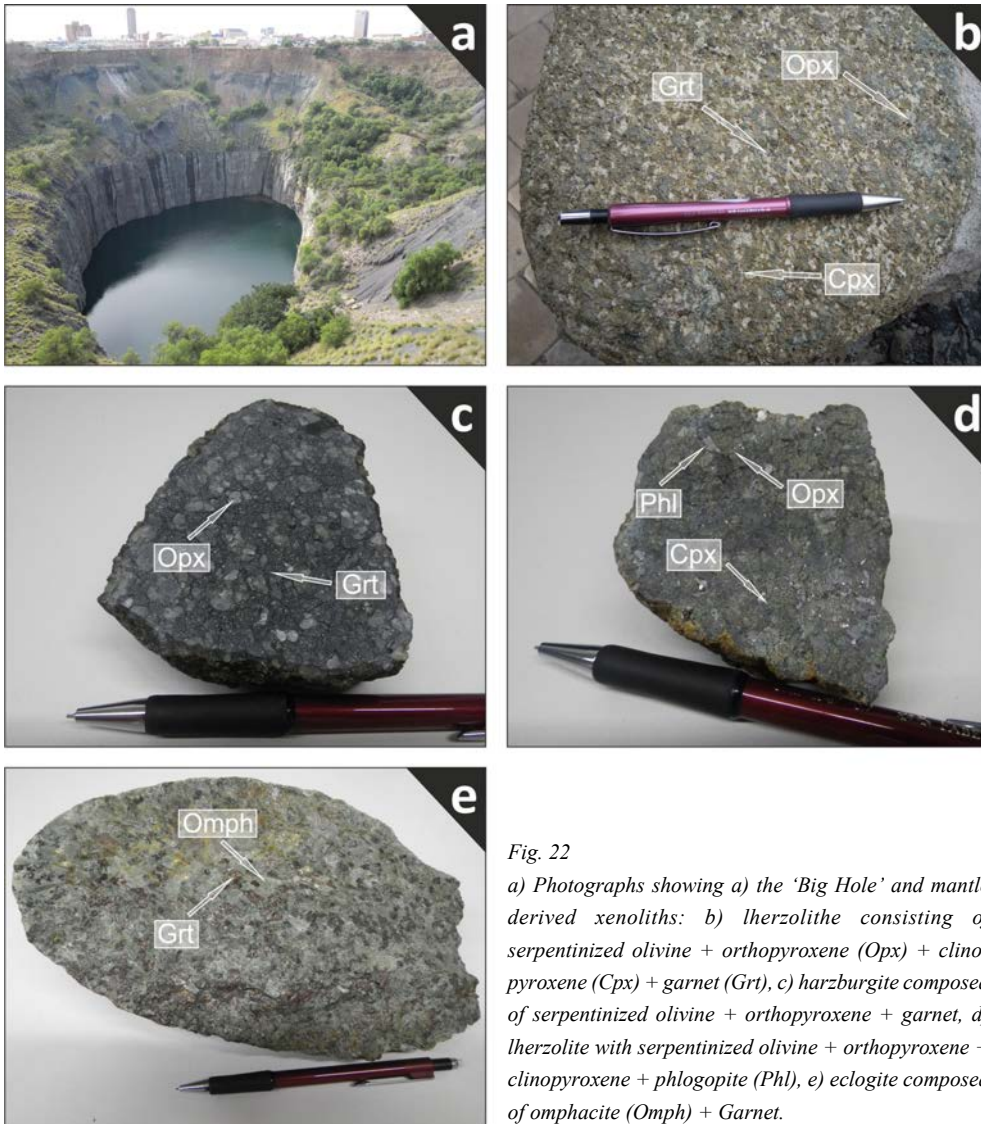 a
b
Opx
Grt
Cpx
c
Opx
Grt
d
Phl
Opx
Cpx
e
Omph
Grt
Fig. 22
a) Photographs showing a) the ‘Big Hole’ and mantle
derived xenoliths: b) lherzolithe consisting
serpentinized olivine + orthopyroxene (Opx) + clino-
pyroxene (Cpx) + garnet (Grt), c) harzburgite composed
of serpentinized olivine + orthopyroxene + garnet,
lherzolite with serpentinized olivine + orthopyroxene +
clinopyroxene + phlogopite (Phl), e) eclogite composed
of omphacite (Omph) + Garnet.